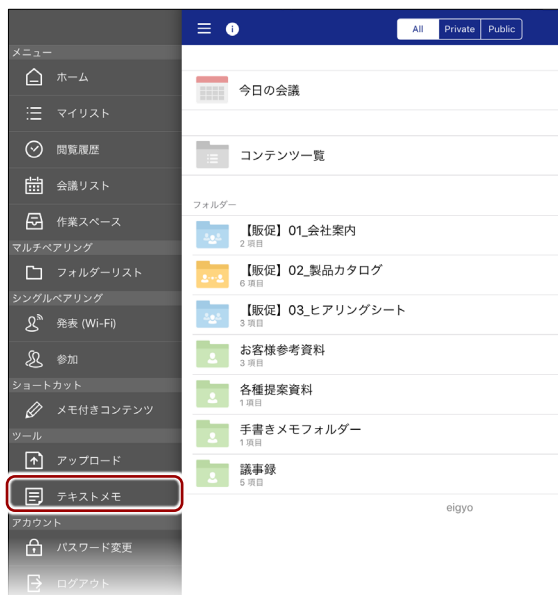 メニュー
ホーム
マイリスト
閲覧履歴
会議リスト
作業スペース
マルチペアリング
フォルダーリスト
シングルペアリング
発表 (Wi-Fi)
参加
ショートカット
メモ付きコンテンツ
ツール
アップロード
テキストメモ
アカウント
パスワード変更
ログアウト
All Private Public
今日の会議
コンテンツ一覧
フォルダー
【販促】01_会社案内
2 項目
【販促】02_製品カタログ
6 項目
【販促】03_ヒアリングシート
3 項目
お客様参考資料
3 項目
各種提案資料
1 項目
手書きメモフォルダー
1 項目
議事録
5 項目
eigyo